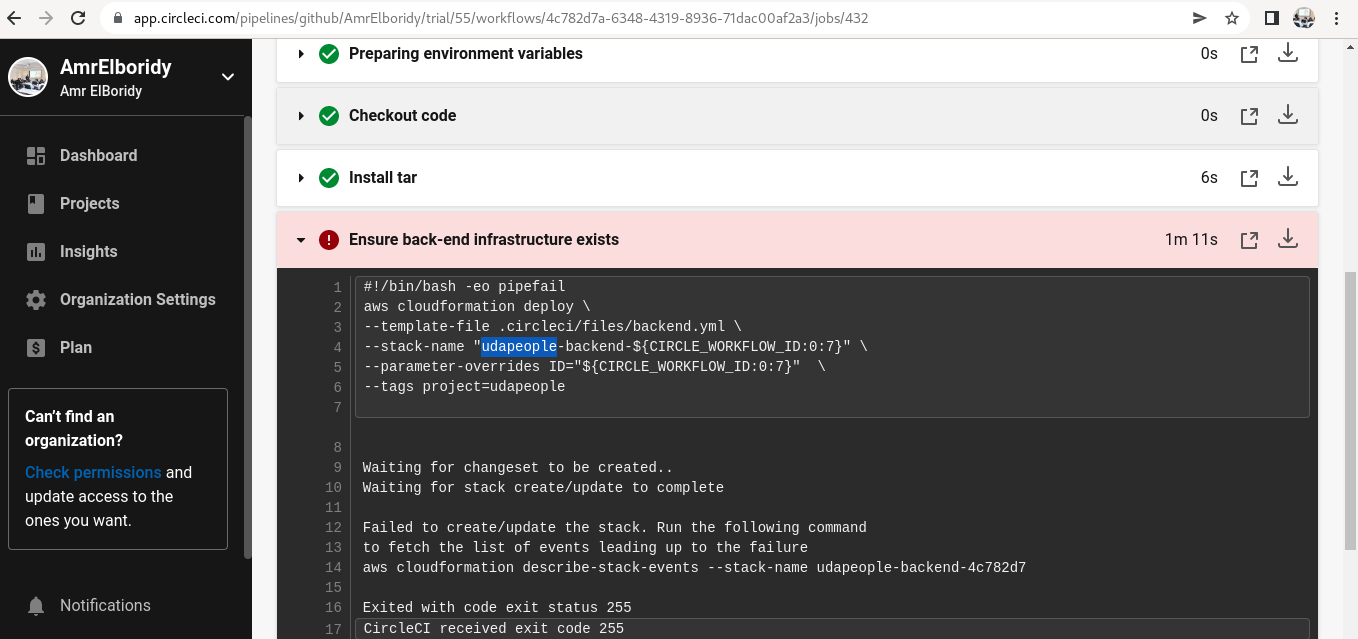 app.circleci.com/pipelines/github/AmrElboridy/trial/55/workflows/4c782d7a-6348-4319-8936-71dac00af2a3/jobs/432
AmrElboridy
Amr ElBoridy
Dashboard
Projects
Insights
Organization Settings
Plan
Can't find an
organization?
Check permissions and
update access to the
ones you want.
Notifications
Preparing environment variables 0s
Checkout code 0s
Install tar 6s
Ensure back-end infrastructure exists 1m 11s
1 #!/bin/bash -eo pipefail
2 aws cloudformation deploy \
3 --template-file .circleci/files/backend.yml \
4 --stack-name "udapeople-backend-${CIRCLE_WORKFLOW_ID:0:7}" \
5 --parameter-overrides ID="${CIRCLE_WORKFLOW_ID:0:7}"  \
6 --tags project=udapeople
7
8
9 Waiting for changeset to be created..
10 Waiting for stack create/update to complete
11
12 Failed to create/update the stack. Run the following command
13 to fetch the list of events leading up to the failure
14 aws cloudformation describe-stack-events --stack-name udapeople-backend-4c782d7
15
16 Exited with code exit status 255
17 CircleCI received exit code 255